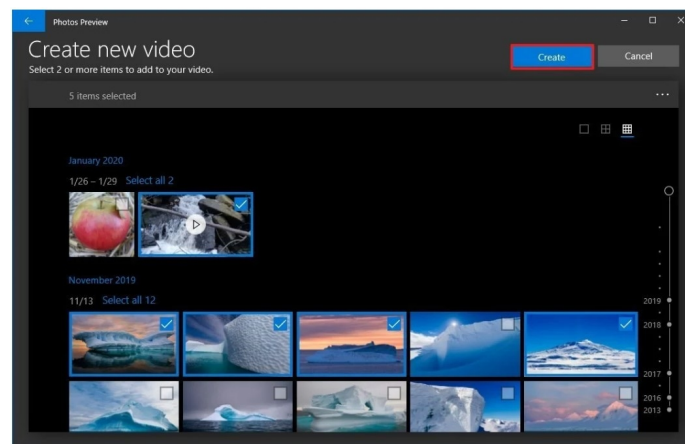 Photos Preview
Create new video
Select 2 or more items to add to your video.
Create
Cancel
5 items selected
January 2020
1/26 – 1/29 Select all 2
November 2019
11/13 Select all 12
2019
2018
2017
2016
2013